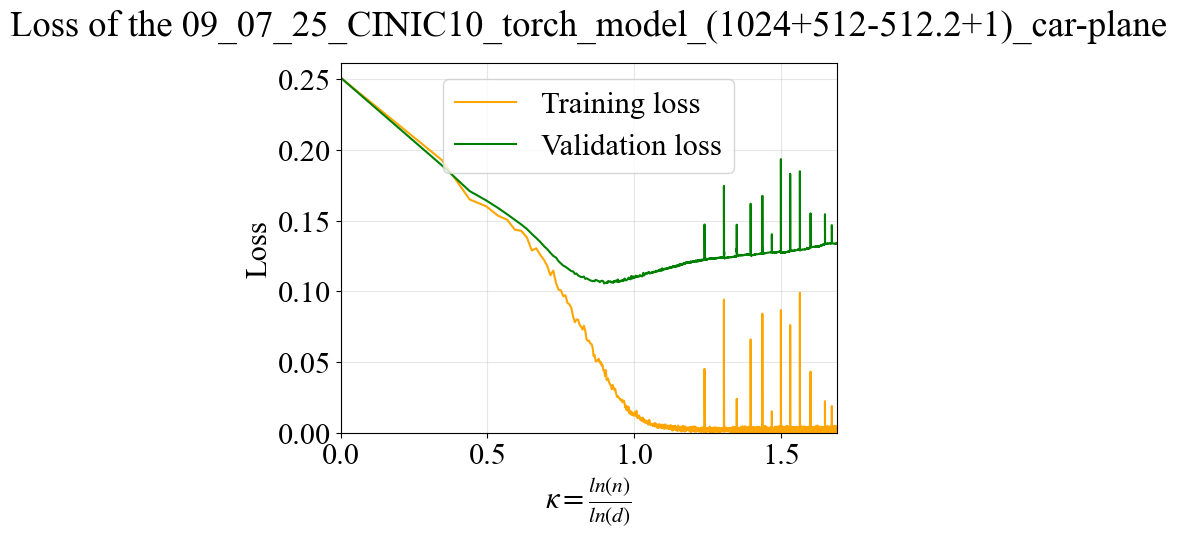 Loss of the 09_07_25_CINIC10_torch_model_(1024+512-512.2+1)_car-plane
Training loss
Validation loss
Loss
0.25
0.20
0.15
0.10
0.05
0.00
0.0 0.5 1.0 1.5
κ = ln(n) / ln(d)